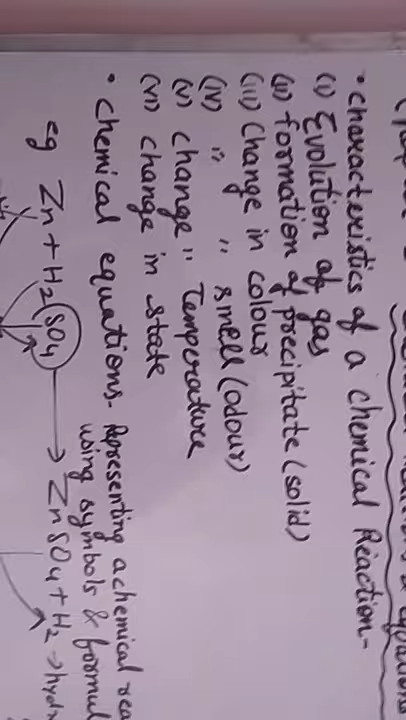 • Characteristics of a chemical Reaction-
(i) Evolution of gas
(ii) formation of precipitate (solid)
(iii) Change in colour
(iv) " " smell (odour)
(v) change " Temperature
(vi) change in state
• Chemical equations- Representing a chemical
using symbols &
eg Zn + H₂SO₄ → ZnSO₄ + H₂ →